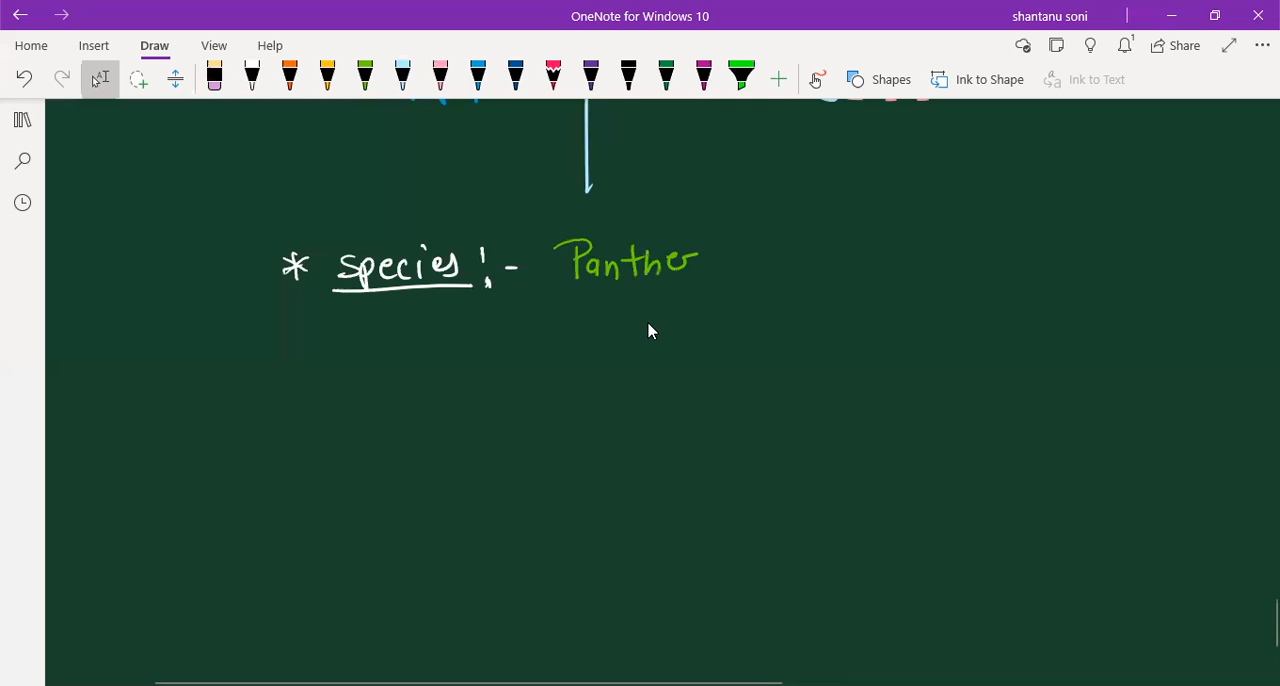 OneNote for Windows 10
shantanu soni
Home Insert Draw View Help
1
Share
Shapes
Ink to Shape
Ink to Text
* species :- Panther